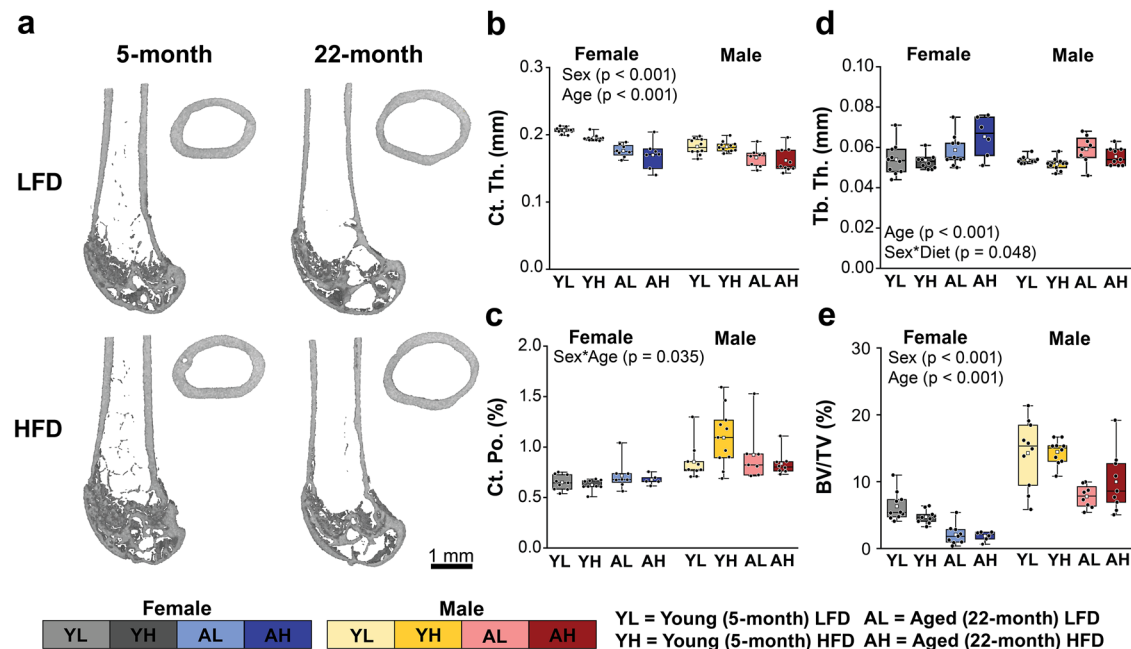 a
5-month
22-month
LFD
HFD
1 mm
b
Female
Male
Sex (p < 0.001)
Age (p < 0.001)
Ct. Th. (mm)
0.3
0.2
0.1
0.0
YL YH AL AH
YL YH AL AH
c
Female
Male
Sex*Age (p = 0.035)
Ct. Po. (%)
2.0
1.5
1.0
0.5
0.0
YL YH AL AH
YL YH AL AH
d
Female
Male
Tb. Th. (mm)
0.10
0.08
0.06
0.04
0.02
0.00
Age (p < 0.001)
Sex*Diet (p = 0.048)
YL YH AL AH
YL YH AL AH
e
Female
Male
Sex (p < 0.001)
Age (p < 0.001)
BV/TV (%)
30
20
10
0
YL YH AL AH
YL YH AL AH
Female
YL YH AL AH
Male
YL YH AL AH
YL = Young (5-month) LFD AL = Aged (22-month) LFD
YH = Young (5-month) HFD AH = Aged (22-month) HFD